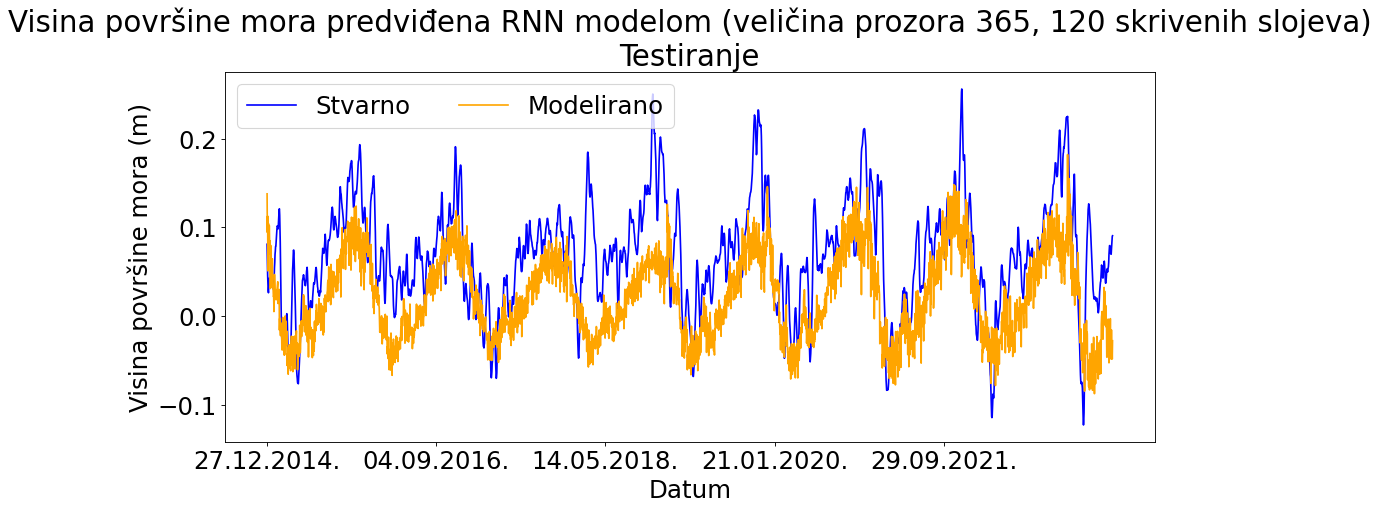 Visina površine mora predviđena RNN modelom (veličina prozora 365, 120 skrivenih slojeva)
Testiranje
Stvarno
Modelirano
Visina površine mora (m)
0.2
0.1
0.0
−0.1
27.12.2014.
04.09.2016.
14.05.2018.
21.01.2020.
29.09.2021.
Datum